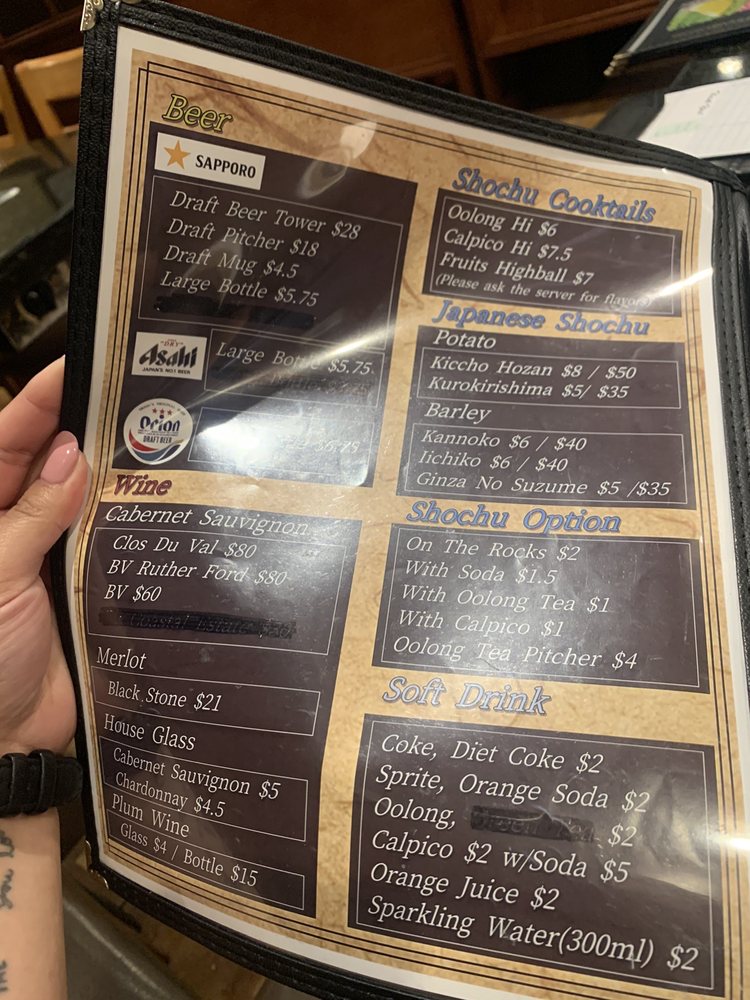 Beer
SAPPORO
Draft Beer Tower $28
Draft Pitcher $18
Draft Mug $4.5
Large Bottle $5.75
"DRY"
Asahi
JAPAN'S NO.1 BEER
Large Bottle $5.75
Orion
DRAFT BEER
Wine
Cabernet Sauvignon
Clos Du Val $80
BV Ruther Ford $80
BV $60
Coastal Estate
Merlot
Black Stone $21
House Glass
Cabernet Sauvignon $5
Chardonnay $4.5
Plum Wine
Glass $4 / Bottle $15
Shochu Cooktails
Oolong Hi $6
Calpico Hi $7.5
Fruits Highball $7
(Please ask the server for flavors)
Japanese Shochu
Potato
Kiccho Hozan $8 / $50
Kurokirishima $5/ $35
Barley
Kannoko $6 / $40
Iichiko $6 / $40
Ginza No Suzume $5 /$35
Shochu Option
On The Rocks $2
With Soda $1.5
With Oolong Tea $1
With Calpico $1
Oolong Tea Pitcher $4
Soft Drink
Coke, Diet Coke $2
Sprite, Orange Soda $2
Oolong, $2
Calpico $2 w/Soda $5
Orange Juice $2
Sparkling Water(300ml) $2